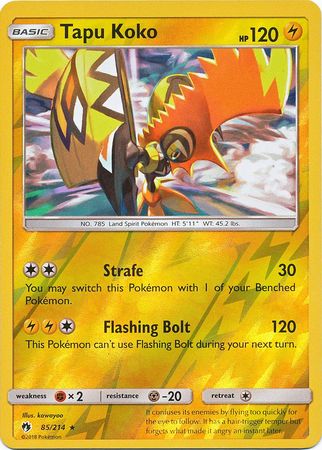 BASIC Tapu Koko HP 120
NO. 785 Land Spirit Pokémon HT: 5'11" WT: 45.2 lbs.
Strafe 30
You may switch this Pokémon with 1 of your Benched
Pokémon.
Flashing Bolt 120
This Pokémon can't use Flashing Bolt during your next turn.
weakness × 2 resistance -20 retreat
Illus. kawayoo
85/214 ★
©2018 Pokémon
It confuses its enemies by flying too quickly for
the eye to follow. It has a hair-trigger temper but
forgets what made it angry an instant later.